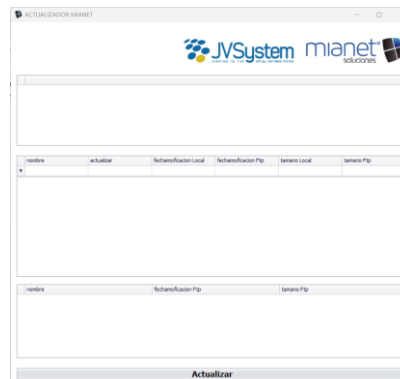 ACTUALIZADOR MIANET
JVSystem mianet
soluciones
nombre actualizar fechamoficacion Local fechamoficacion Ftp tamano Local tamano Ftp
nombre fechamoficacion Ftp tamano Ftp
Actualizar